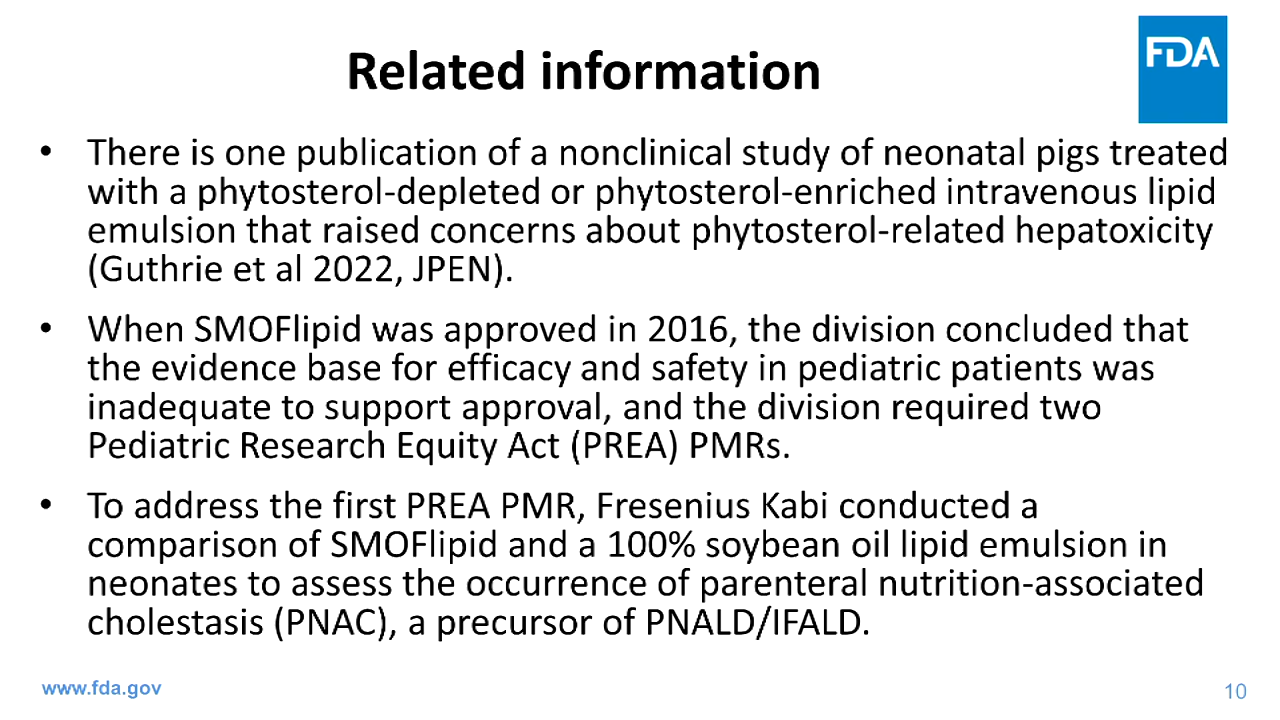 Related information
FDA
• There is one publication of a nonclinical study of neonatal pigs treated
with a phytosterol-depleted or phytosterol-enriched intravenous lipid
emulsion that raised concerns about phytosterol-related hepatoxicity
(Guthrie et al 2022, JPEN).
• When SMOFlipid was approved in 2016, the division concluded that
the evidence base for efficacy and safety in pediatric patients was
inadequate to support approval, and the division required two
Pediatric Research Equity Act (PREA) PMRs.
• To address the first PREA PMR, Fresenius Kabi conducted a
comparison of SMOFlipid and a 100% soybean oil lipid emulsion in
neonates to assess the occurrence of parenteral nutrition-associated
cholestasis (PNAC), a precursor of PNALD/IFALD.
www.fda.gov
10